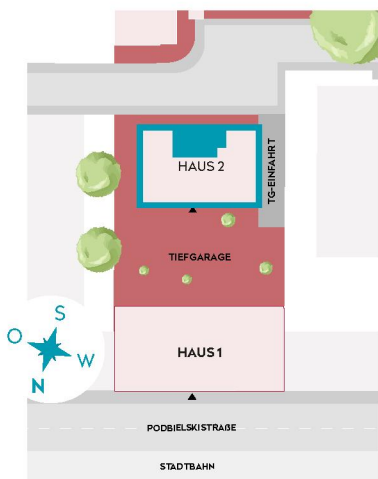 HAUS 2
TG-EINFAHRT
TIEFGARAGE
S
O
W
N
HAUS 1
PODBIELSKISTRAßE
STADTBAHN